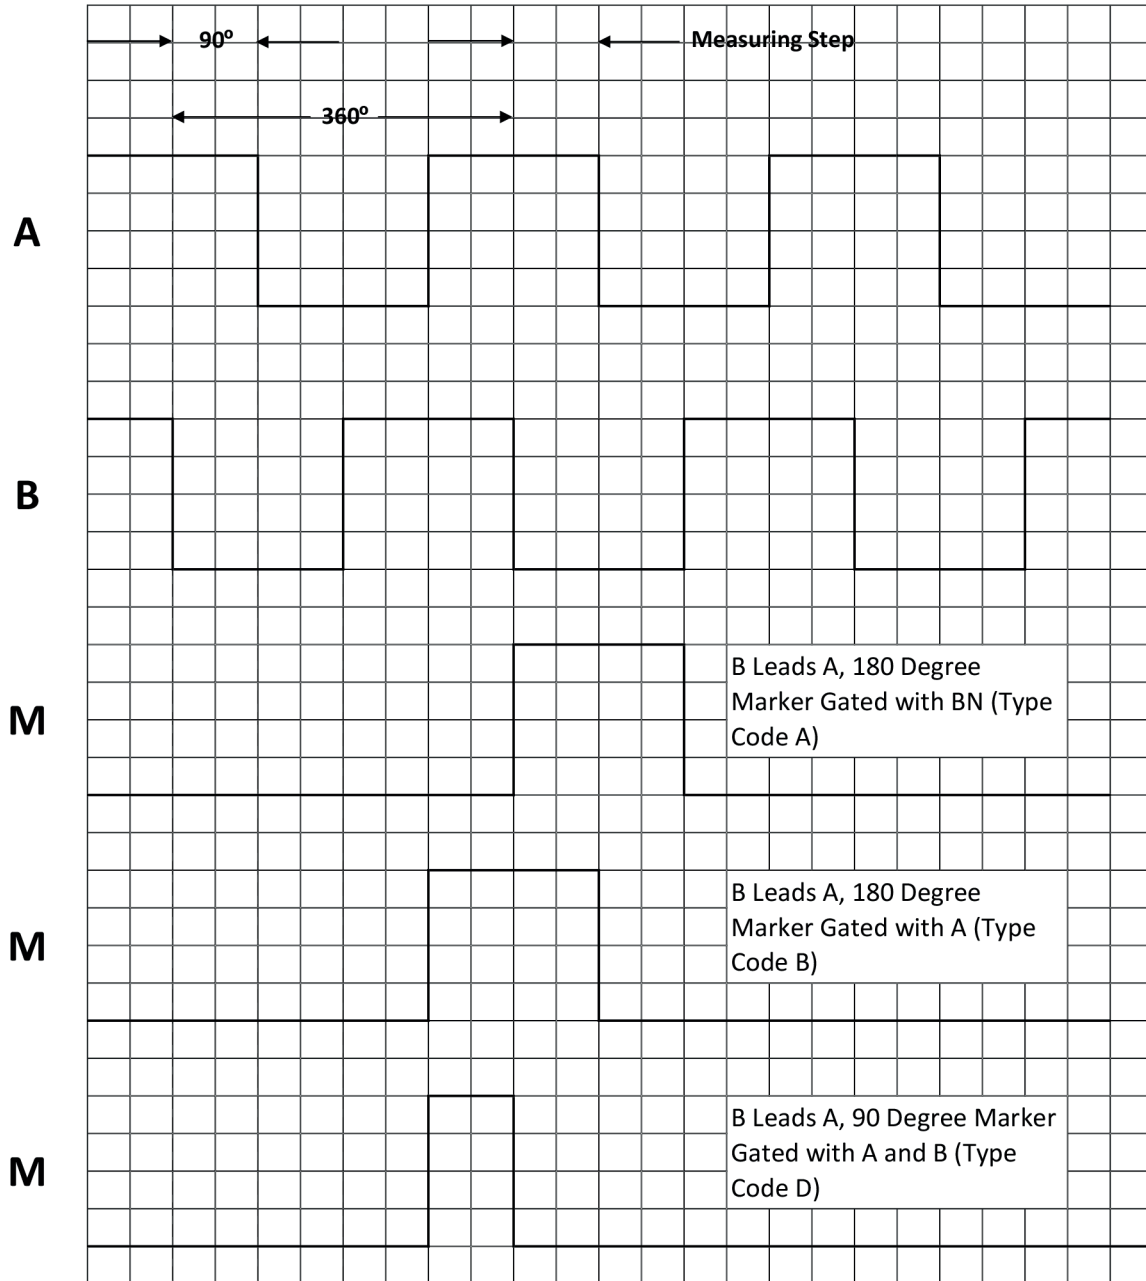 90º
Measuring Step
360º
A
B
M
B Leads A, 180 Degree
Marker Gated with BN (Type
Code A)
M
B Leads A, 180 Degree
Marker Gated with A (Type
Code B)
M
B Leads A, 90 Degree Marker
Gated with A and B (Type
Code D)